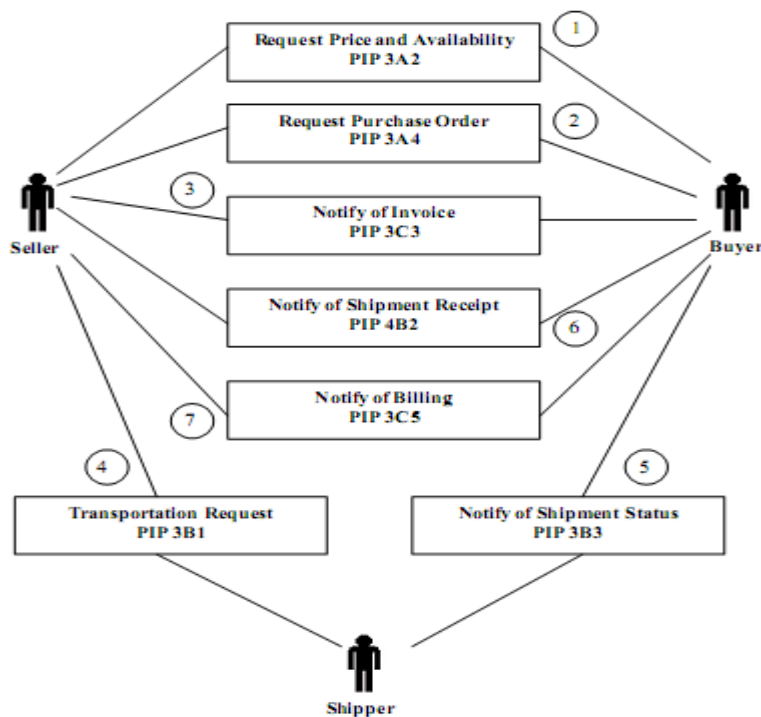 1
Request Price and Availability
PIP 3A2
2
Request Purchase Order
PIP 3A4
3
Notify of Invoice
PIP 3C3
Seller
Buyer
Notify of Shipment Receipt
PIP 4B2
6
Notify of Billing
PIP 3C5
7
4
5
Transportation Request
PIP 3B1
Notify of Shipment Status
PIP 3B3
Shipper